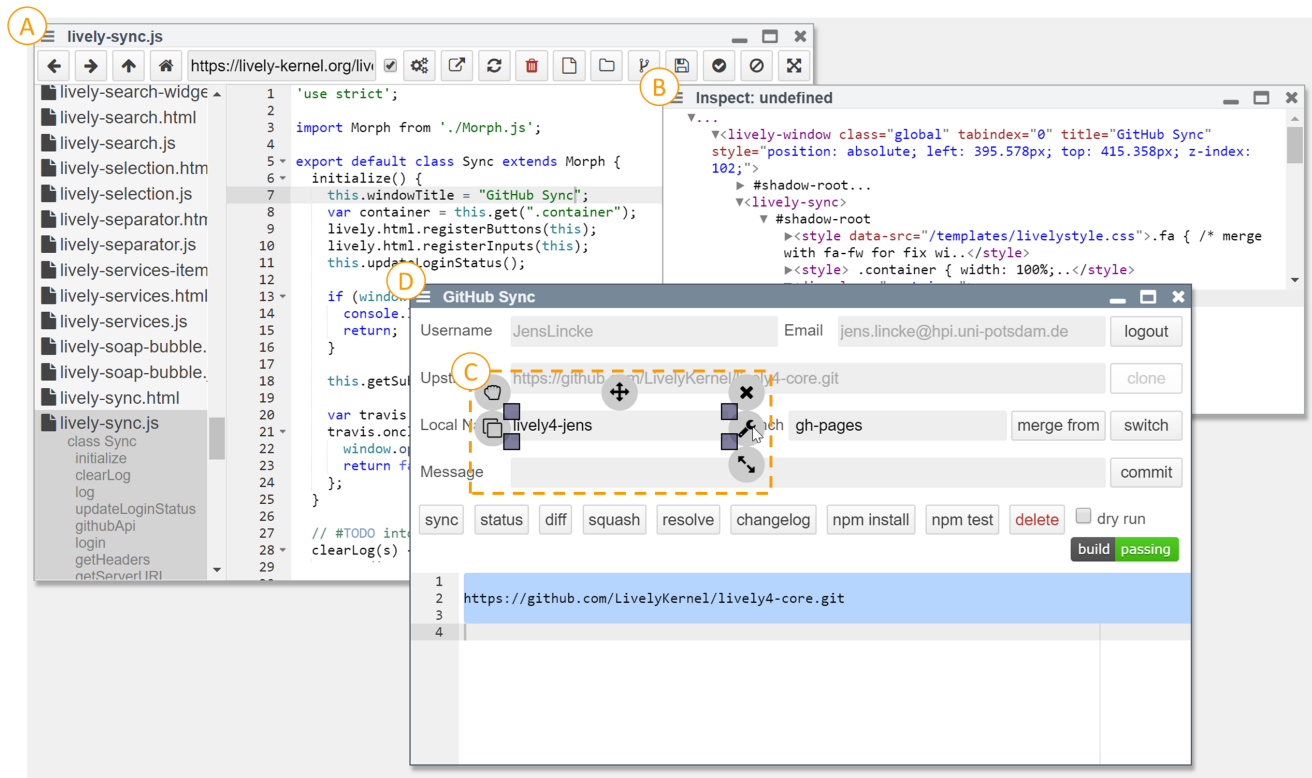 A
lively-sync.js
https://lively-kernel.org/live
lively-search-widge
lively-search.html
lively-search.js
lively-selection.htm
lively-selection.js
lively-separator.htm
lively-separator.js
lively-services-item
lively-services.html
lively-services.js
lively-soap-bubble.
lively-soap-bubble.
lively-sync.html
lively-sync.js
class Sync
initialize
clearLog
log
updateLoginStatus
githubApi
login
getHeaders
getServerURL
1 'use strict';
2
3 import Morph from './Morph.js';
4
5 export default class Sync extends Morph {
6 initialize() {
7 this.windowTitle = "GitHub Sync";
8 var container = this.get(".container");
9 lively.html.registerButtons(this);
10 lively.html.registerInputs(this);
11 this.updateLoginStatus();
12
13 if (window
14 console.
15 return;
16 }
17
18 this.getSu
19
20 var travis
21 travis.onc
22 window.op
23 return fa
24 };
25 }
26
27 // #TODO into
28 clearLog(s)
29
B
Inspect: undefined
...
<lively-window class="global" tabindex="0" title="GitHub Sync"
style="position: absolute; left: 395.578px; top: 415.358px; z-index:
102;">
#shadow-root...
<lively-sync>
#shadow-root
<style data-src="/templates/livelystyle.css">.fa { /* merge
with fa-fw for fix wi..</style>
<style> .container { width: 100%;..</style>
D
GitHub Sync
Username JensLincke Email jens.lincke@hpi.uni-potsdam.de logout
C
Upst https://github.com/LivelyKernel/lively4-core.git clone
Local N lively4-jens ch gh-pages merge from switch
Message commit
sync status diff squash resolve changelog npm install npm test delete dry run
build passing
1
2 https://github.com/LivelyKernel/lively4-core.git
3
4